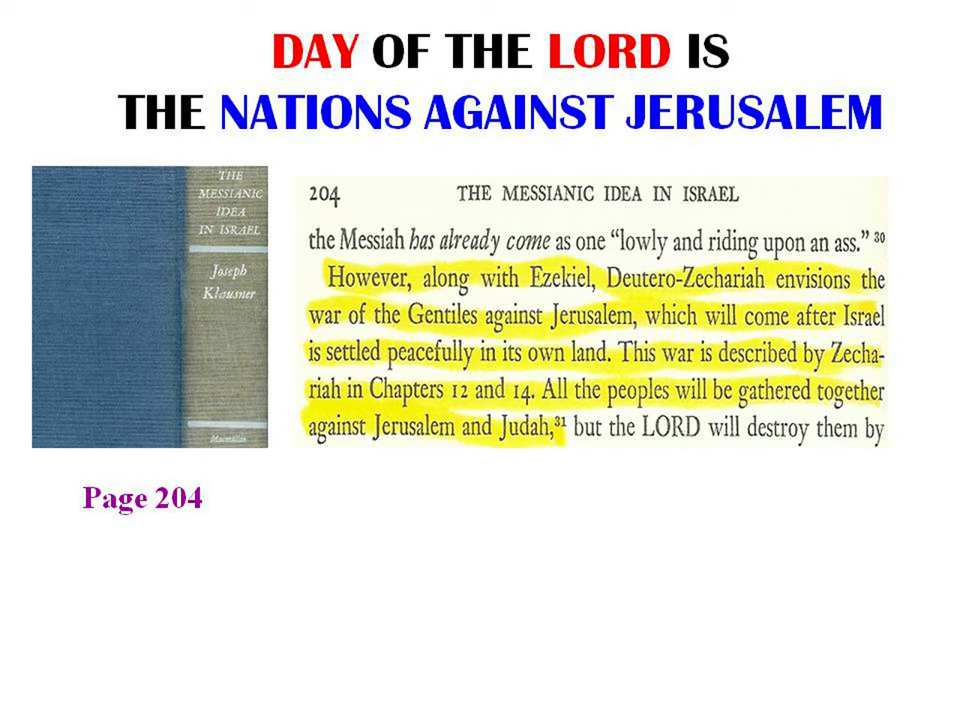 DAY OF THE LORD IS
THE NATIONS AGAINST JERUSALEM
THE
MESSIANIC
IDEA
IN ISRAEL
Joseph
Klausner
Macmillan
204 THE MESSIANIC IDEA IN ISRAEL
the Messiah has already come as one “lowly and riding upon an ass.” 30
However, along with Ezekiel, Deutero-Zechariah envisions the
war of the Gentiles against Jerusalem, which will come after Israel
is settled peacefully in its own land. This war is described by Zecha-
riah in Chapters 12 and 14. All the peoples will be gathered together
against Jerusalem and Judah,31 but the LORD will destroy them by
Page 204